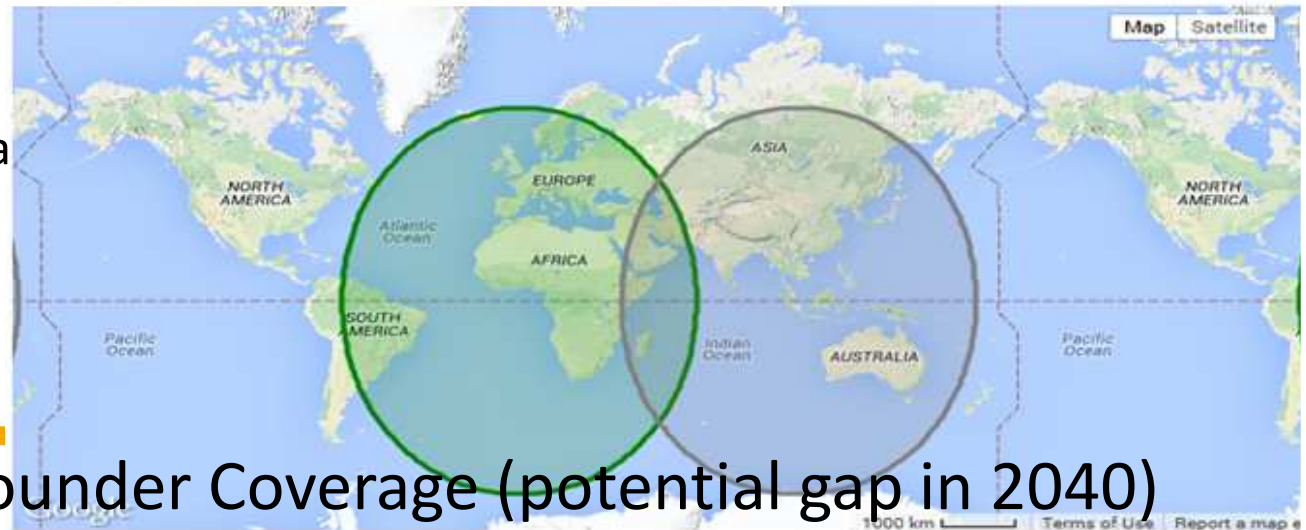 Map Satellite
a
ASIA
EUROPE
NORTH
AMERICA
NORTH
AMERICA
Atlantic
Ocean
AFRICA
SOUTH
AMERICA
Pacific
Ocean
Indian
Ocean
AUSTRALIA
Pacific
Ocean
ounder Coverage (potential gap in 2040)
Google
1000 km Terms of Use Report a map